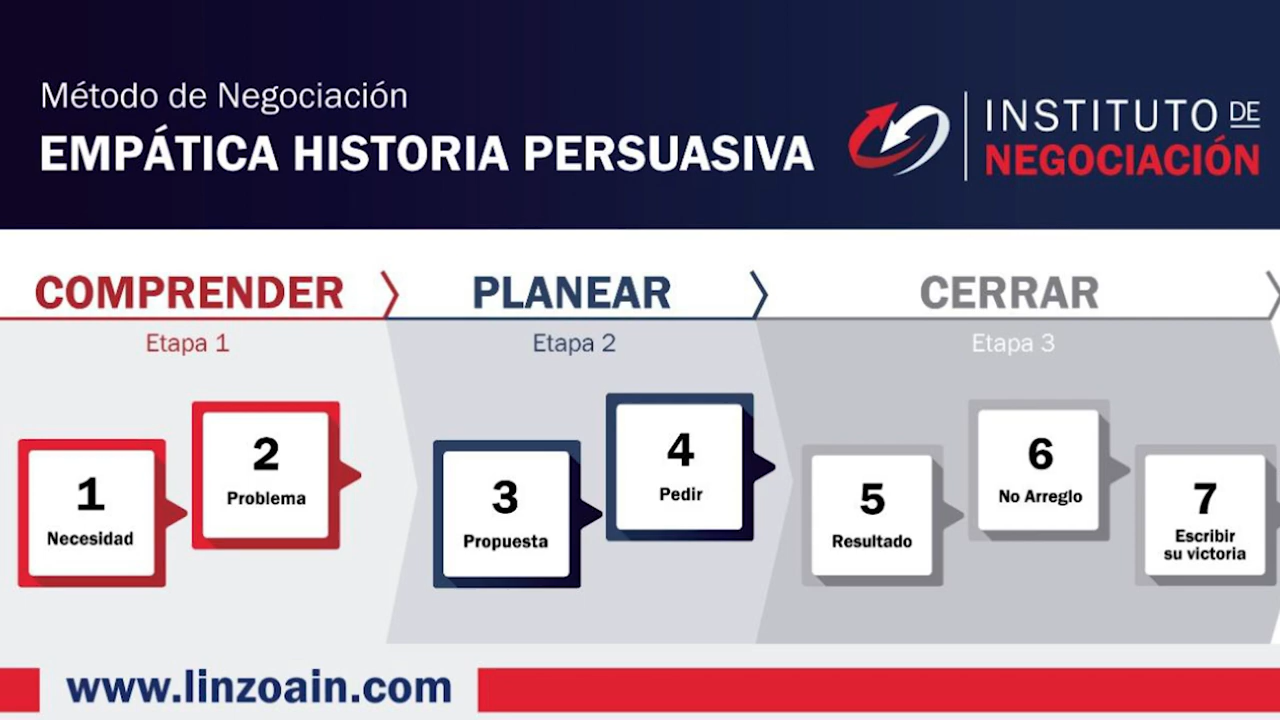 Método de Negociación
EMPÁTICA HISTORIA PERSUASIVA
INSTITUTO DE
NEGOCIACIÓN
COMPRENDER
PLANEAR
CERRAR
Etapa 1
Etapa 2
Etapa 3
1
Necesidad
2
Problema
3
Propuesta
4
Pedir
5
Resultado
6
No Arreglo
7
Escribir
su victoria
www.linzoain.com